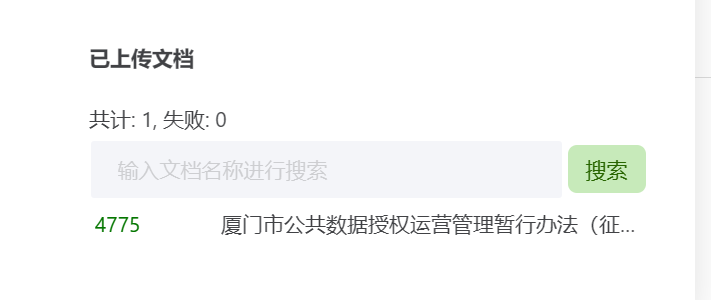 已上传文档
共计: 1, 失败: 0
输入文档名称进行搜索
搜索
4775 厦门市公共数据授权运营管理暂行办法（征...